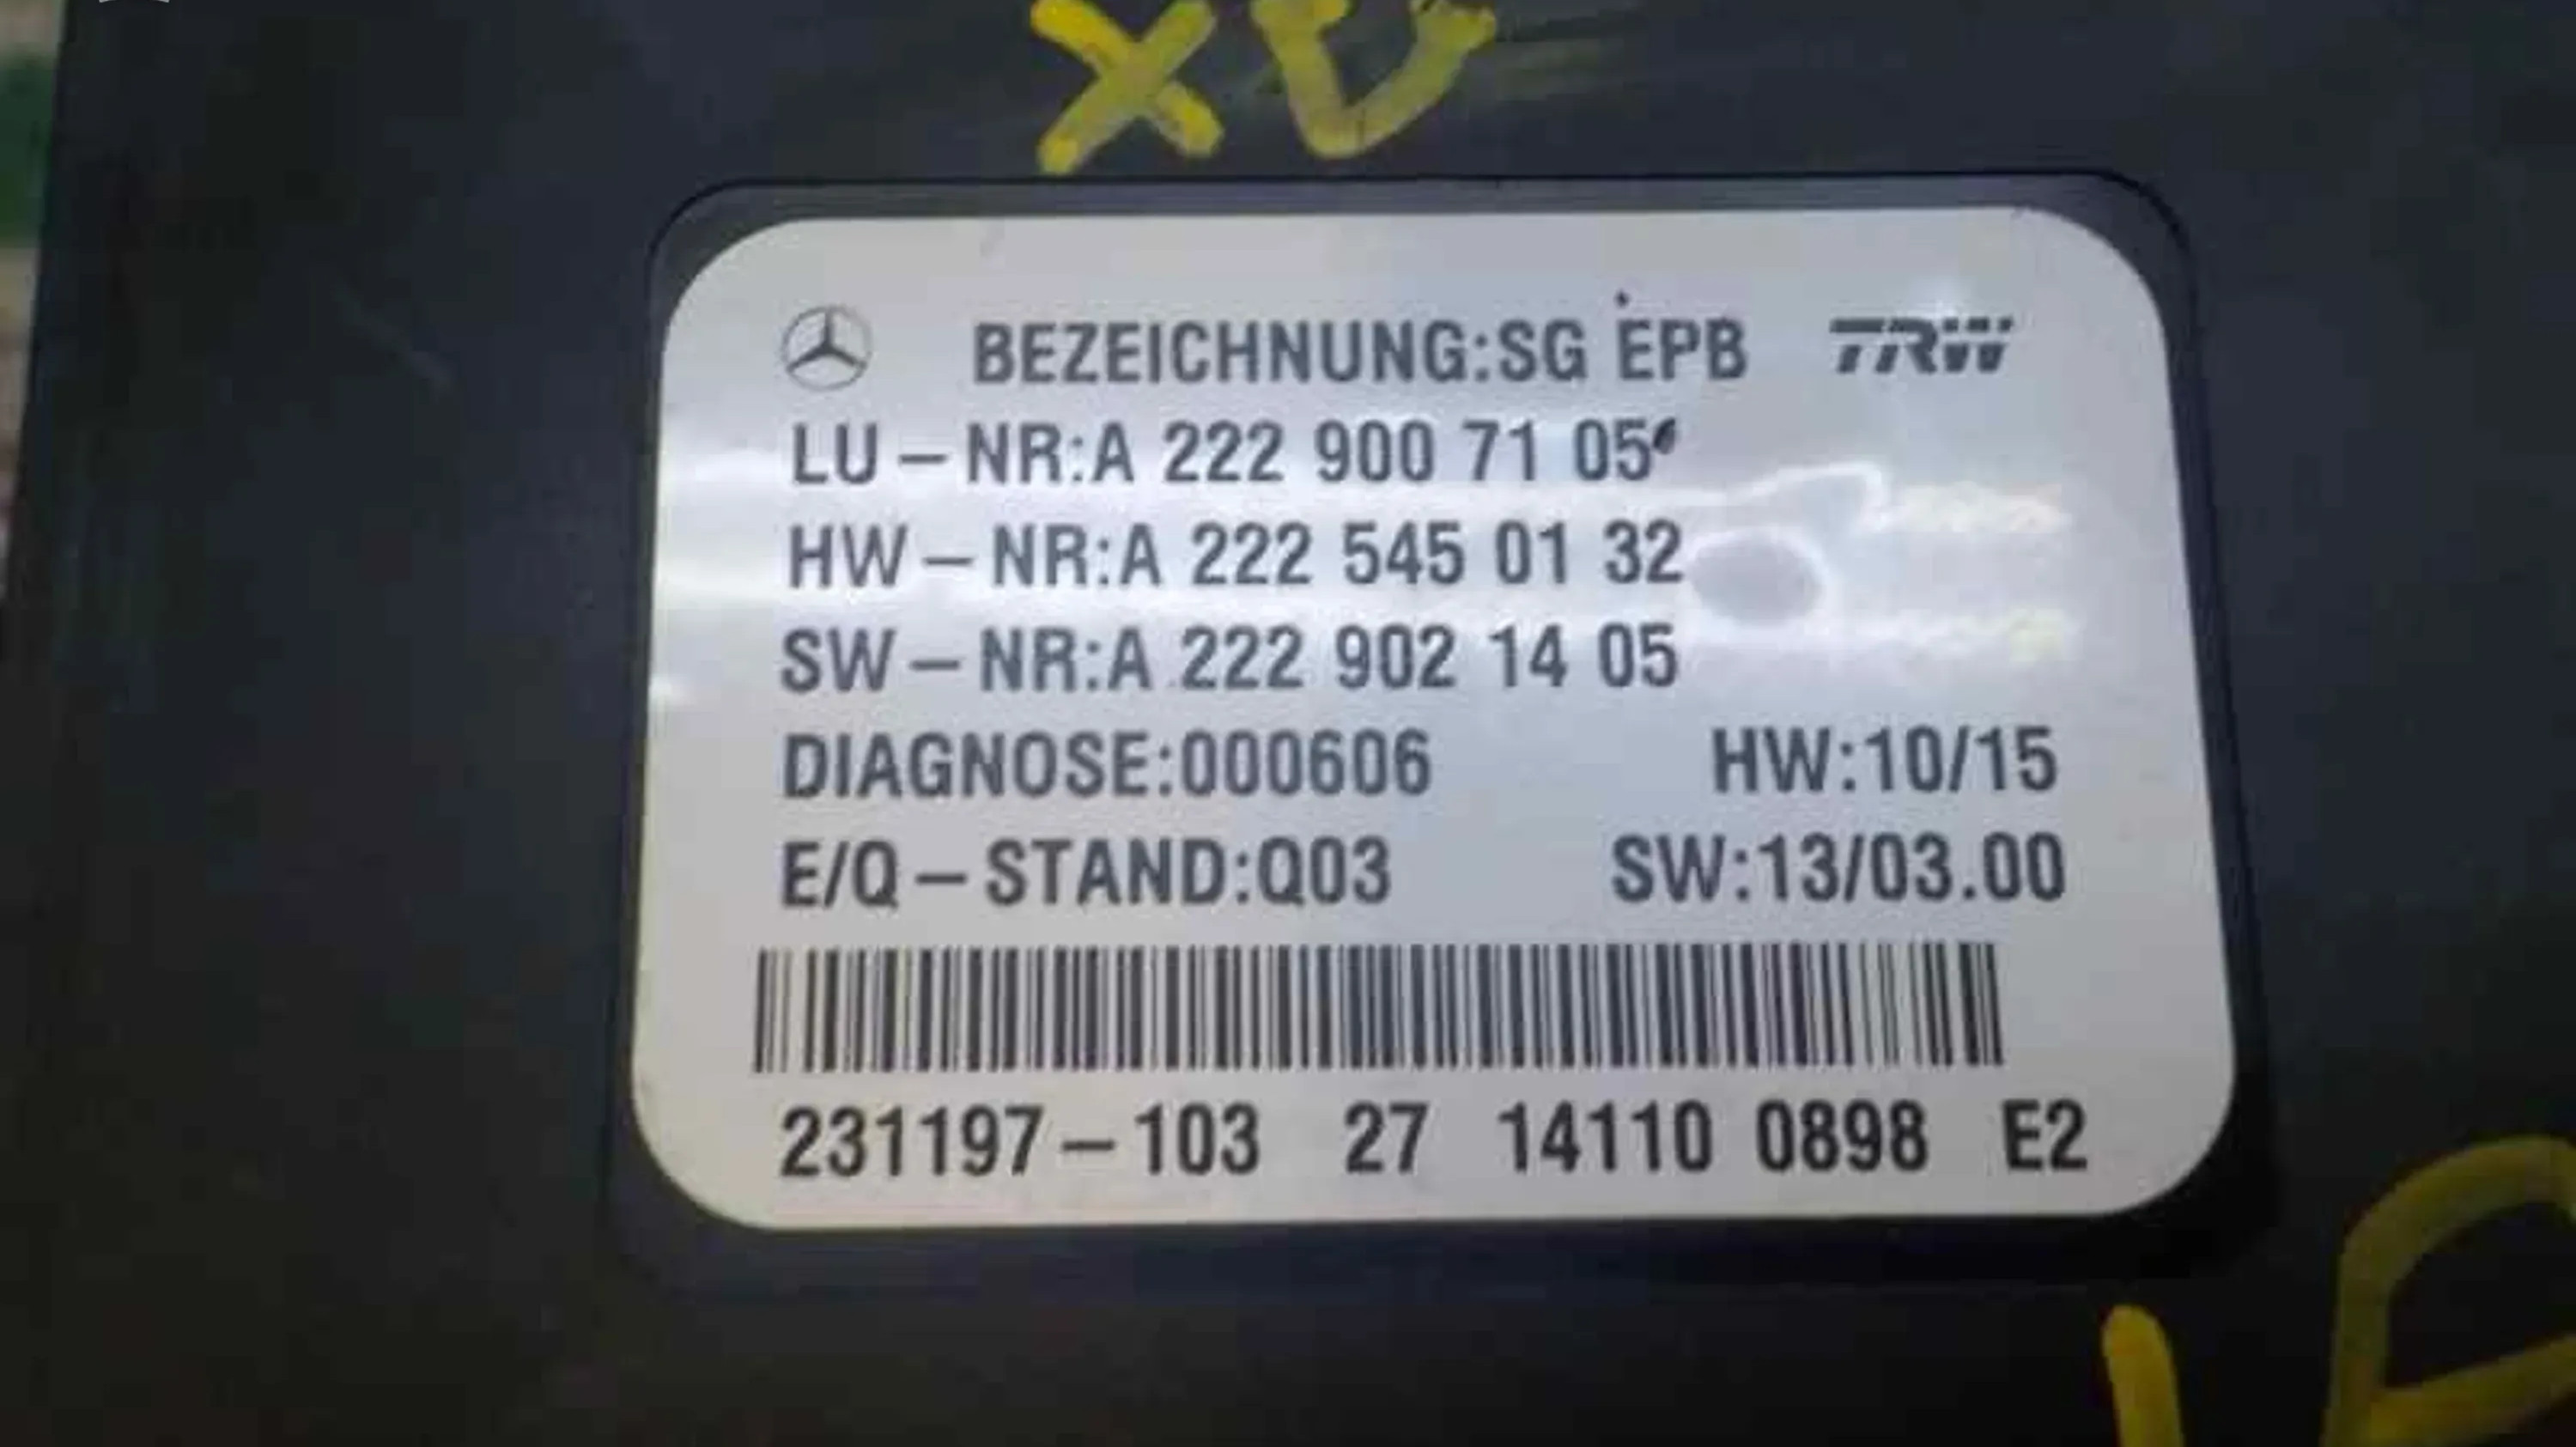 XU
BEZEICHNUNG:SG EPB TRW
LU-NR:A 222 900 71 05
HW-NR:A 222 545 01 32
SW-NR:A 222 902 14 05
DIAGNOSE:000606 HW:10/15
E/Q-STAND:Q03 SW:13/03.00
231197-103 27 14110 0898 E2